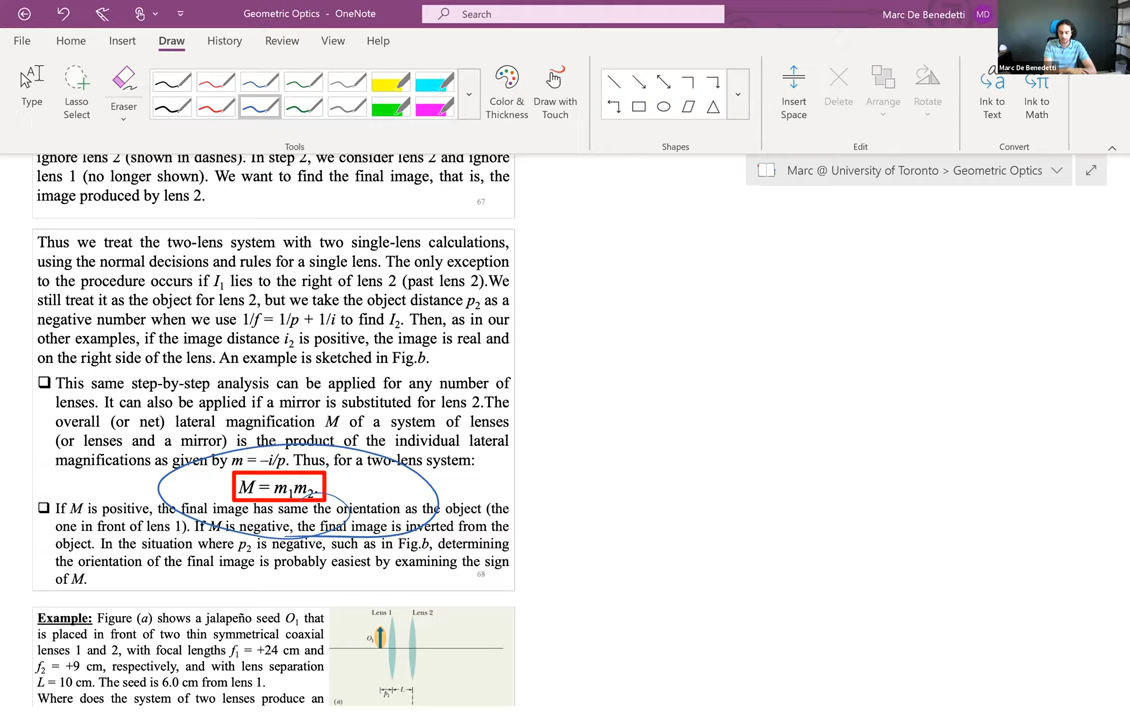 Geometric Optics - OneNote
Search
Marc De Benedetti
MD
File
Home
Insert
Draw
History
Review
View
Help
Marc De Benedetti
Type
Lasso
Select
Eraser
Color &
Thickness
Draw with
Touch
Insert
Space
Delete
Arrange
Rotate
Ink to
Text
Ink to
Math
Tools
Shapes
Edit
Convert
Marc @ University of Toronto > Geometric Optics
ignore lens 2 (shown in dashes). In step 2, we consider lens 2 and ignore
lens 1 (no longer shown). We want to find the final image, that is, the
image produced by lens 2.
67
Thus we treat the two-lens system with two single-lens calculations,
using the normal decisions and rules for a single lens. The only exception
to the procedure occurs if I₁ lies to the right of lens 2 (past lens 2).We
still treat it as the object for lens 2, but we take the object distance p₂ as a
negative number when we use 1/f = 1/p + 1/i to find I₂. Then, as in our
other examples, if the image distance i₂ is positive, the image is real and
on the right side of the lens. An example is sketched in Fig.b.
❑ This same step-by-step analysis can be applied for any number of
lenses. It can also be applied if a mirror is substituted for lens 2.The
overall (or net) lateral magnification M of a system of lenses
(or lenses and a mirror) is the product of the individual lateral
magnifications as given by m = –i/p. Thus, for a two-lens system:
M = m₁m₂.
❑ If M is positive, the final image has same the orientation as the object (the
one in front of lens 1). If M is negative, the final image is inverted from the
object. In the situation where p₂ is negative, such as in Fig.b, determining
the orientation of the final image is probably easiest by examining the sign
of M.
68
Example: Figure (a) shows a jalapeño seed O₁ that
is placed in front of two thin symmetrical coaxial
lenses 1 and 2, with focal lengths f₁ = +24 cm and
f₂ = +9 cm, respectively, and with lens separation
L = 10 cm. The seed is 6.0 cm from lens 1.
Where does the system of two lenses produce an
Lens 1
Lens 2
O₁
p₁
L
(a)